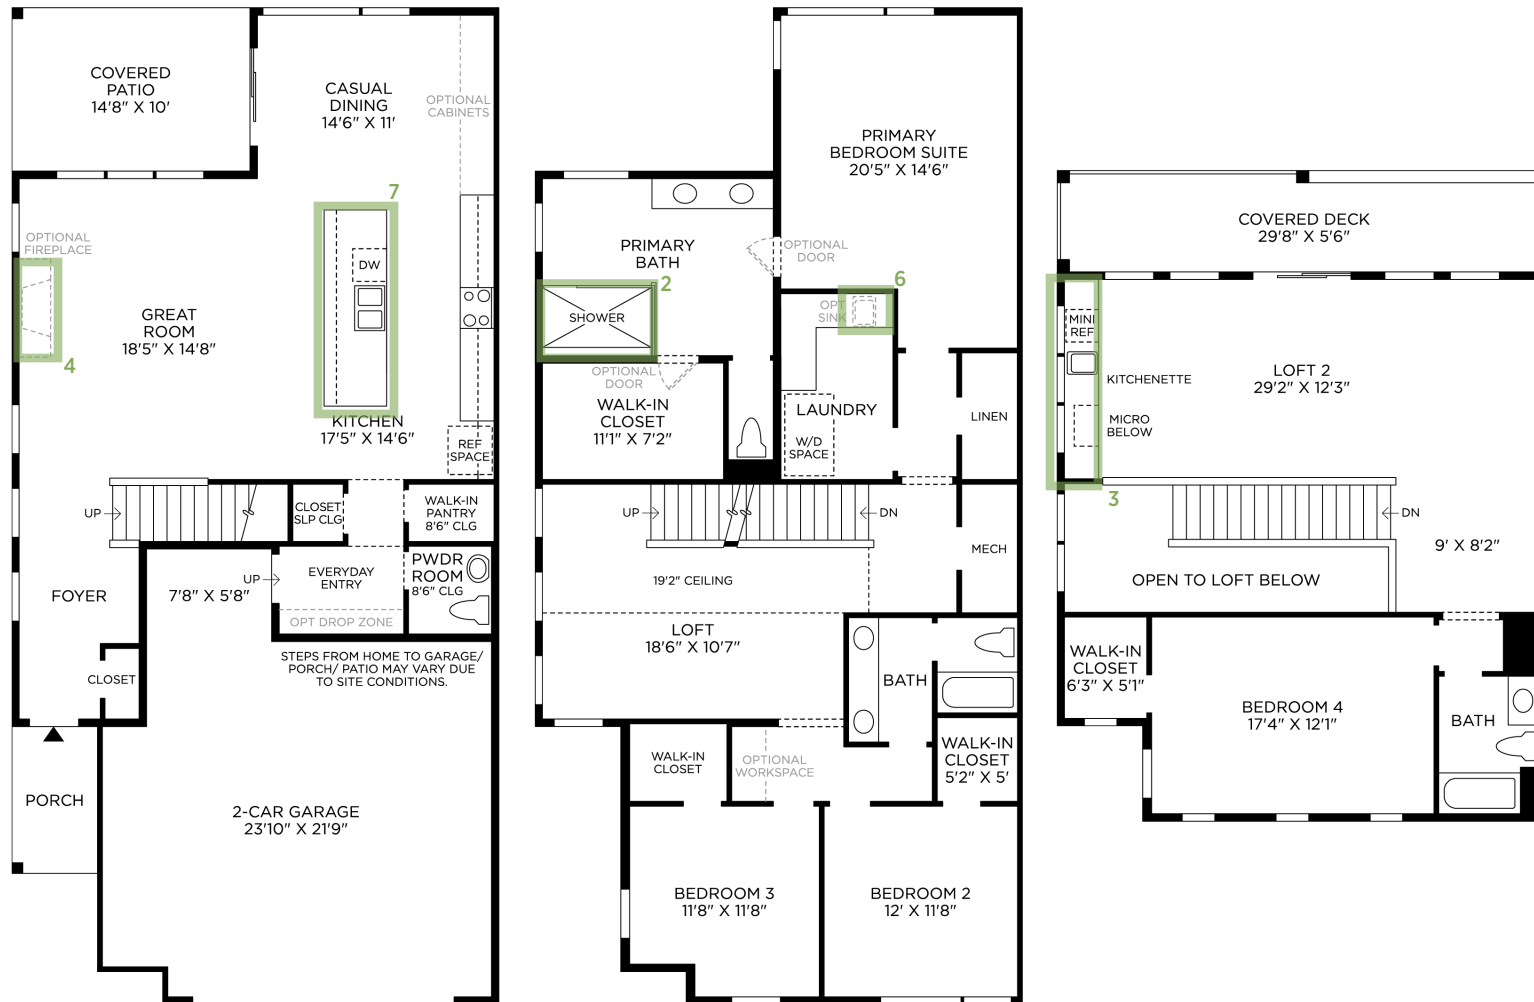 COVERED
PATIO
14'8" X 10'
CASUAL
DINING
14'6" X 11'
OPTIONAL
CABINETS
7
OPTIONAL
FIREPLACE
DW
GREAT
ROOM
18'5" X 14'8"
4
KITCHEN
17'5" X 14'6"
REF
SPACE
UP
CLOSET
SLP CLG
WALK-IN
PANTRY
8'6" CLG
FOYER
7'8" X 5'8"
UP
EVERYDAY
ENTRY
PWDR
ROOM
8'6" CLG
OPT DROP ZONE
STEPS FROM HOME TO GARAGE/
PORCH/ PATIO MAY VARY DUE
TO SITE CONDITIONS.
CLOSET
PORCH
2-CAR GARAGE
23'10" X 21'9"
PRIMARY
BEDROOM SUITE
20'5" X 14'6"
PRIMARY
BATH
OPTIONAL
DOOR
2
SHOWER
6
OPT
SINK
OPTIONAL
DOOR
WALK-IN
CLOSET
11'1" X 7'2"
LAUNDRY
W/D
SPACE
LINEN
UP
DN
MECH
19'2" CEILING
LOFT
18'6" X 10'7"
BATH
WALK-IN
CLOSET
OPTIONAL
WORKSPACE
WALK-IN
CLOSET
5'2" X 5'
BEDROOM 3
11'8" X 11'8"
BEDROOM 2
12' X 11'8"
COVERED DECK
29'8" X 5'6"
MINI
REF
KITCHENETTE
LOFT 2
29'2" X 12'3"
MICRO
BELOW
3
DN
9' X 8'2"
OPEN TO LOFT BELOW
WALK-IN
CLOSET
6'3" X 5'1"
BEDROOM 4
17'4" X 12'1"
BATH